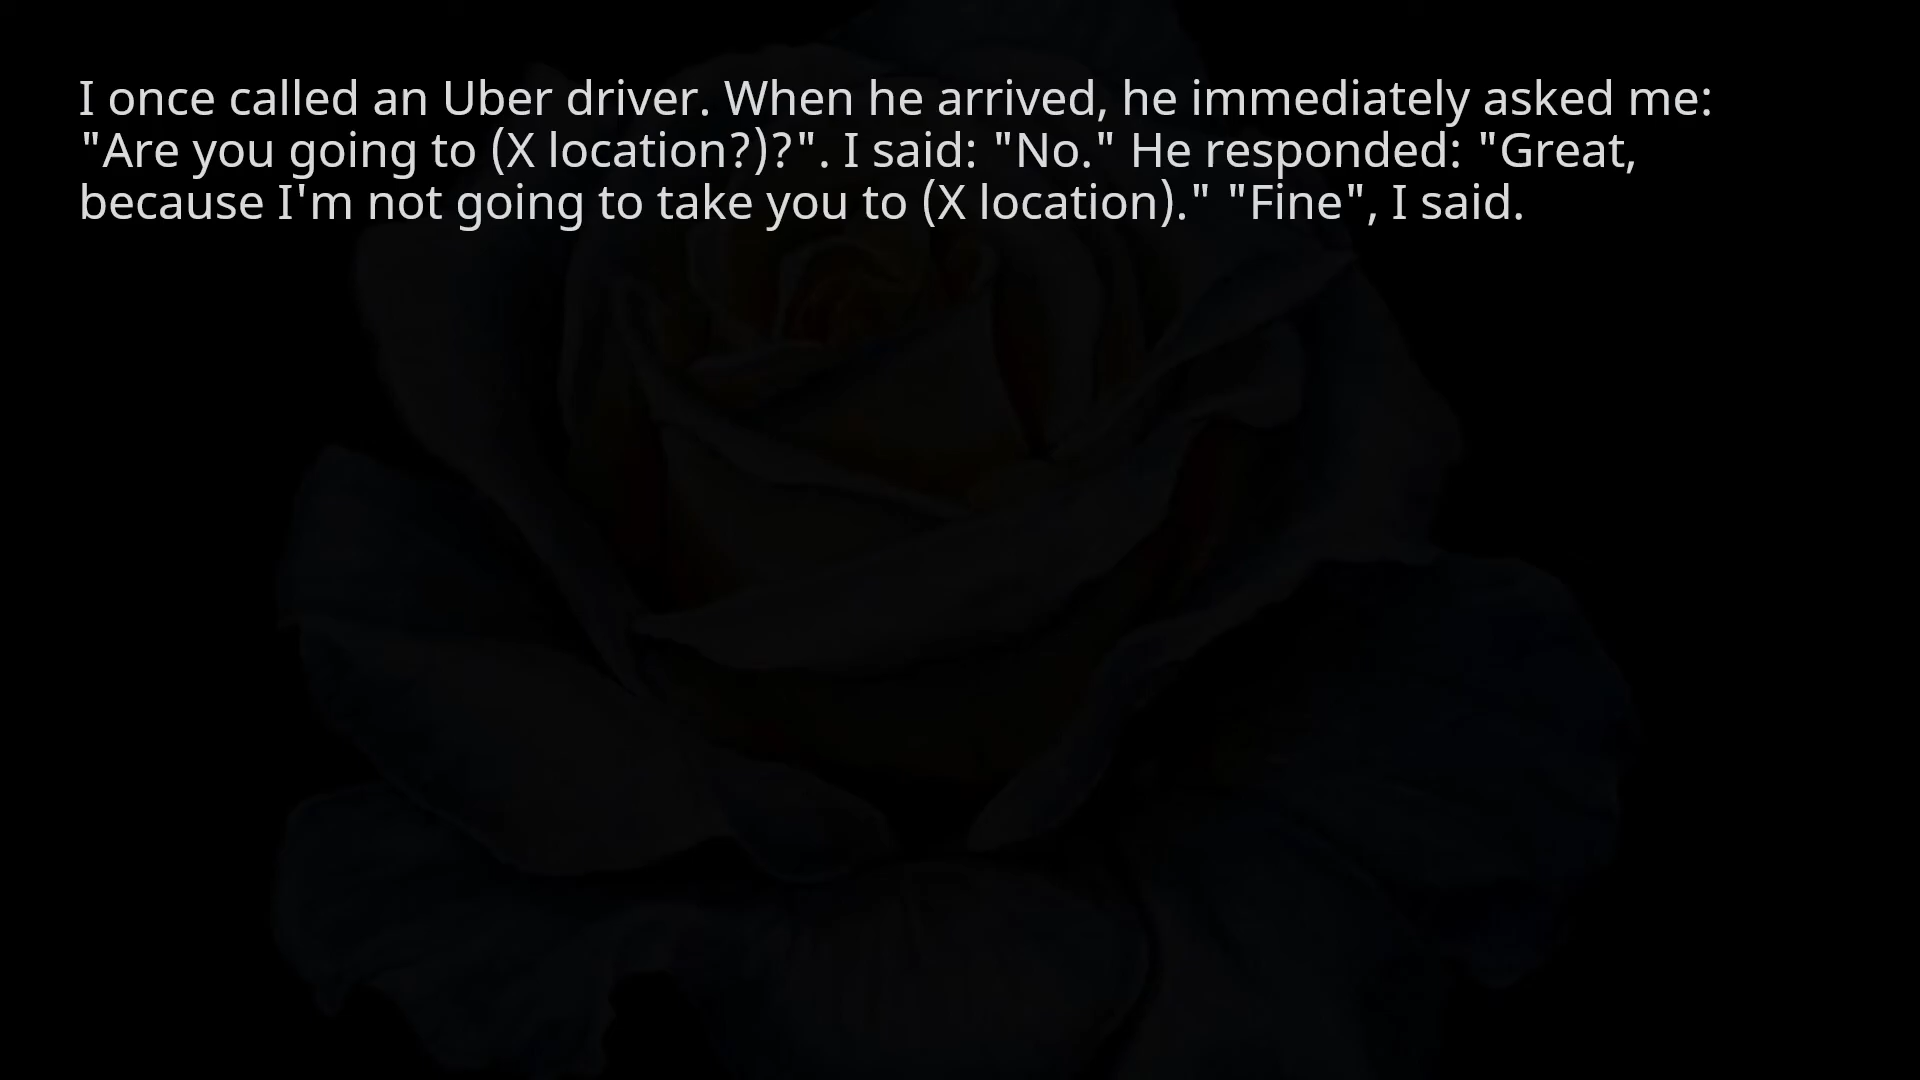 I once called an Uber driver. When he arrived, he immediately asked me:
"Are you going to (X location?)?". I said: "No." He responded: "Great,
because I'm not going to take you to (X location)." "Fine", I said.